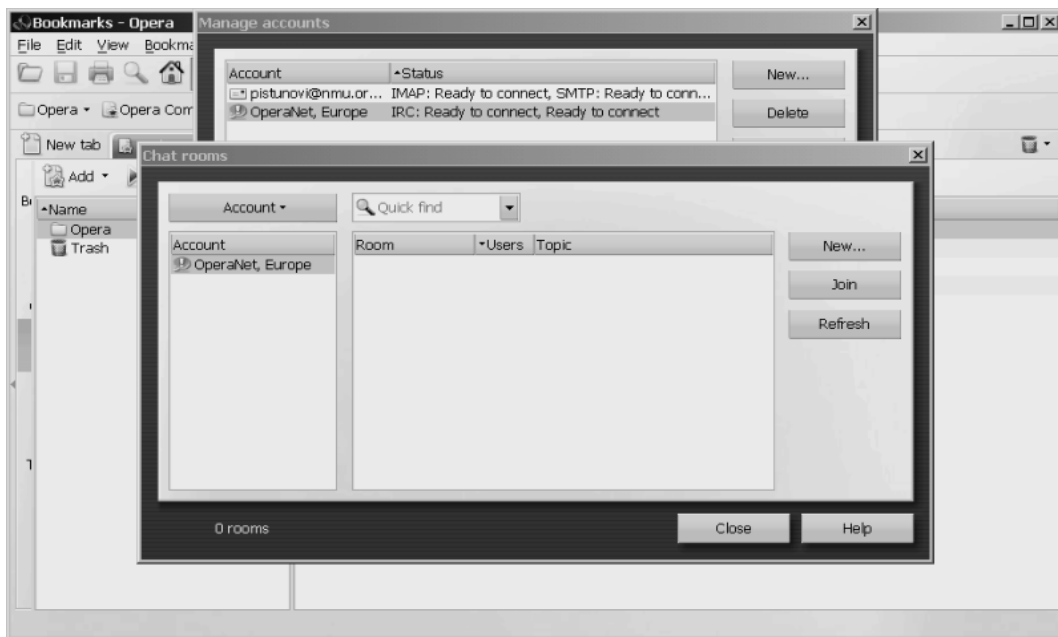 Bookmarks - Opera
File Edit View Bookma
Opera Opera Com
New tab
Add
Name
Opera
Trash
Manage accounts
Account Status
pistunovi@nmu.or... IMAP: Ready to connect, SMTP: Ready to conn...
OperaNet, Europe IRC: Ready to connect, Ready to connect
New...
Delete
Chat rooms
Account
Quick find
Account
OperaNet, Europe
Room Users Topic
New...
Join
Refresh
0 rooms
Close Help